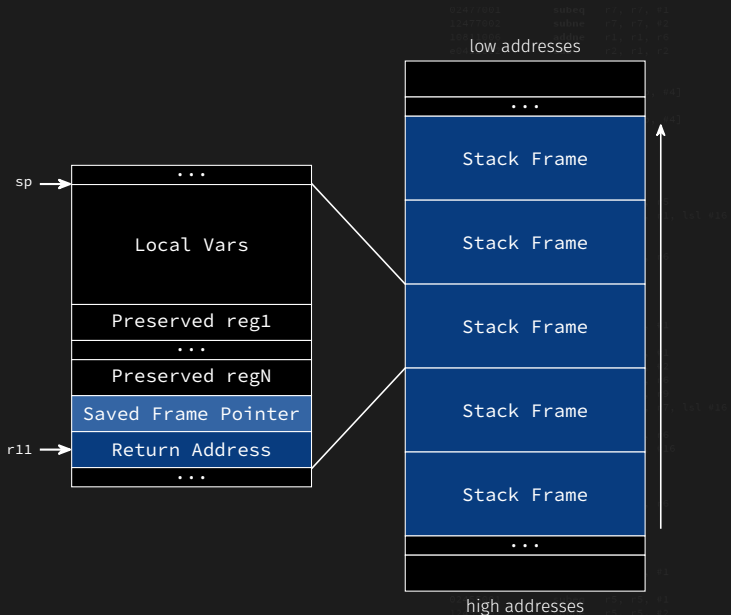 low addresses
...
Stack Frame
Stack Frame
Stack Frame
Stack Frame
Stack Frame
...
high addresses
sp
...
Local Vars
Preserved reg1
...
Preserved regN
Saved Frame Pointer
r11
Return Address
...